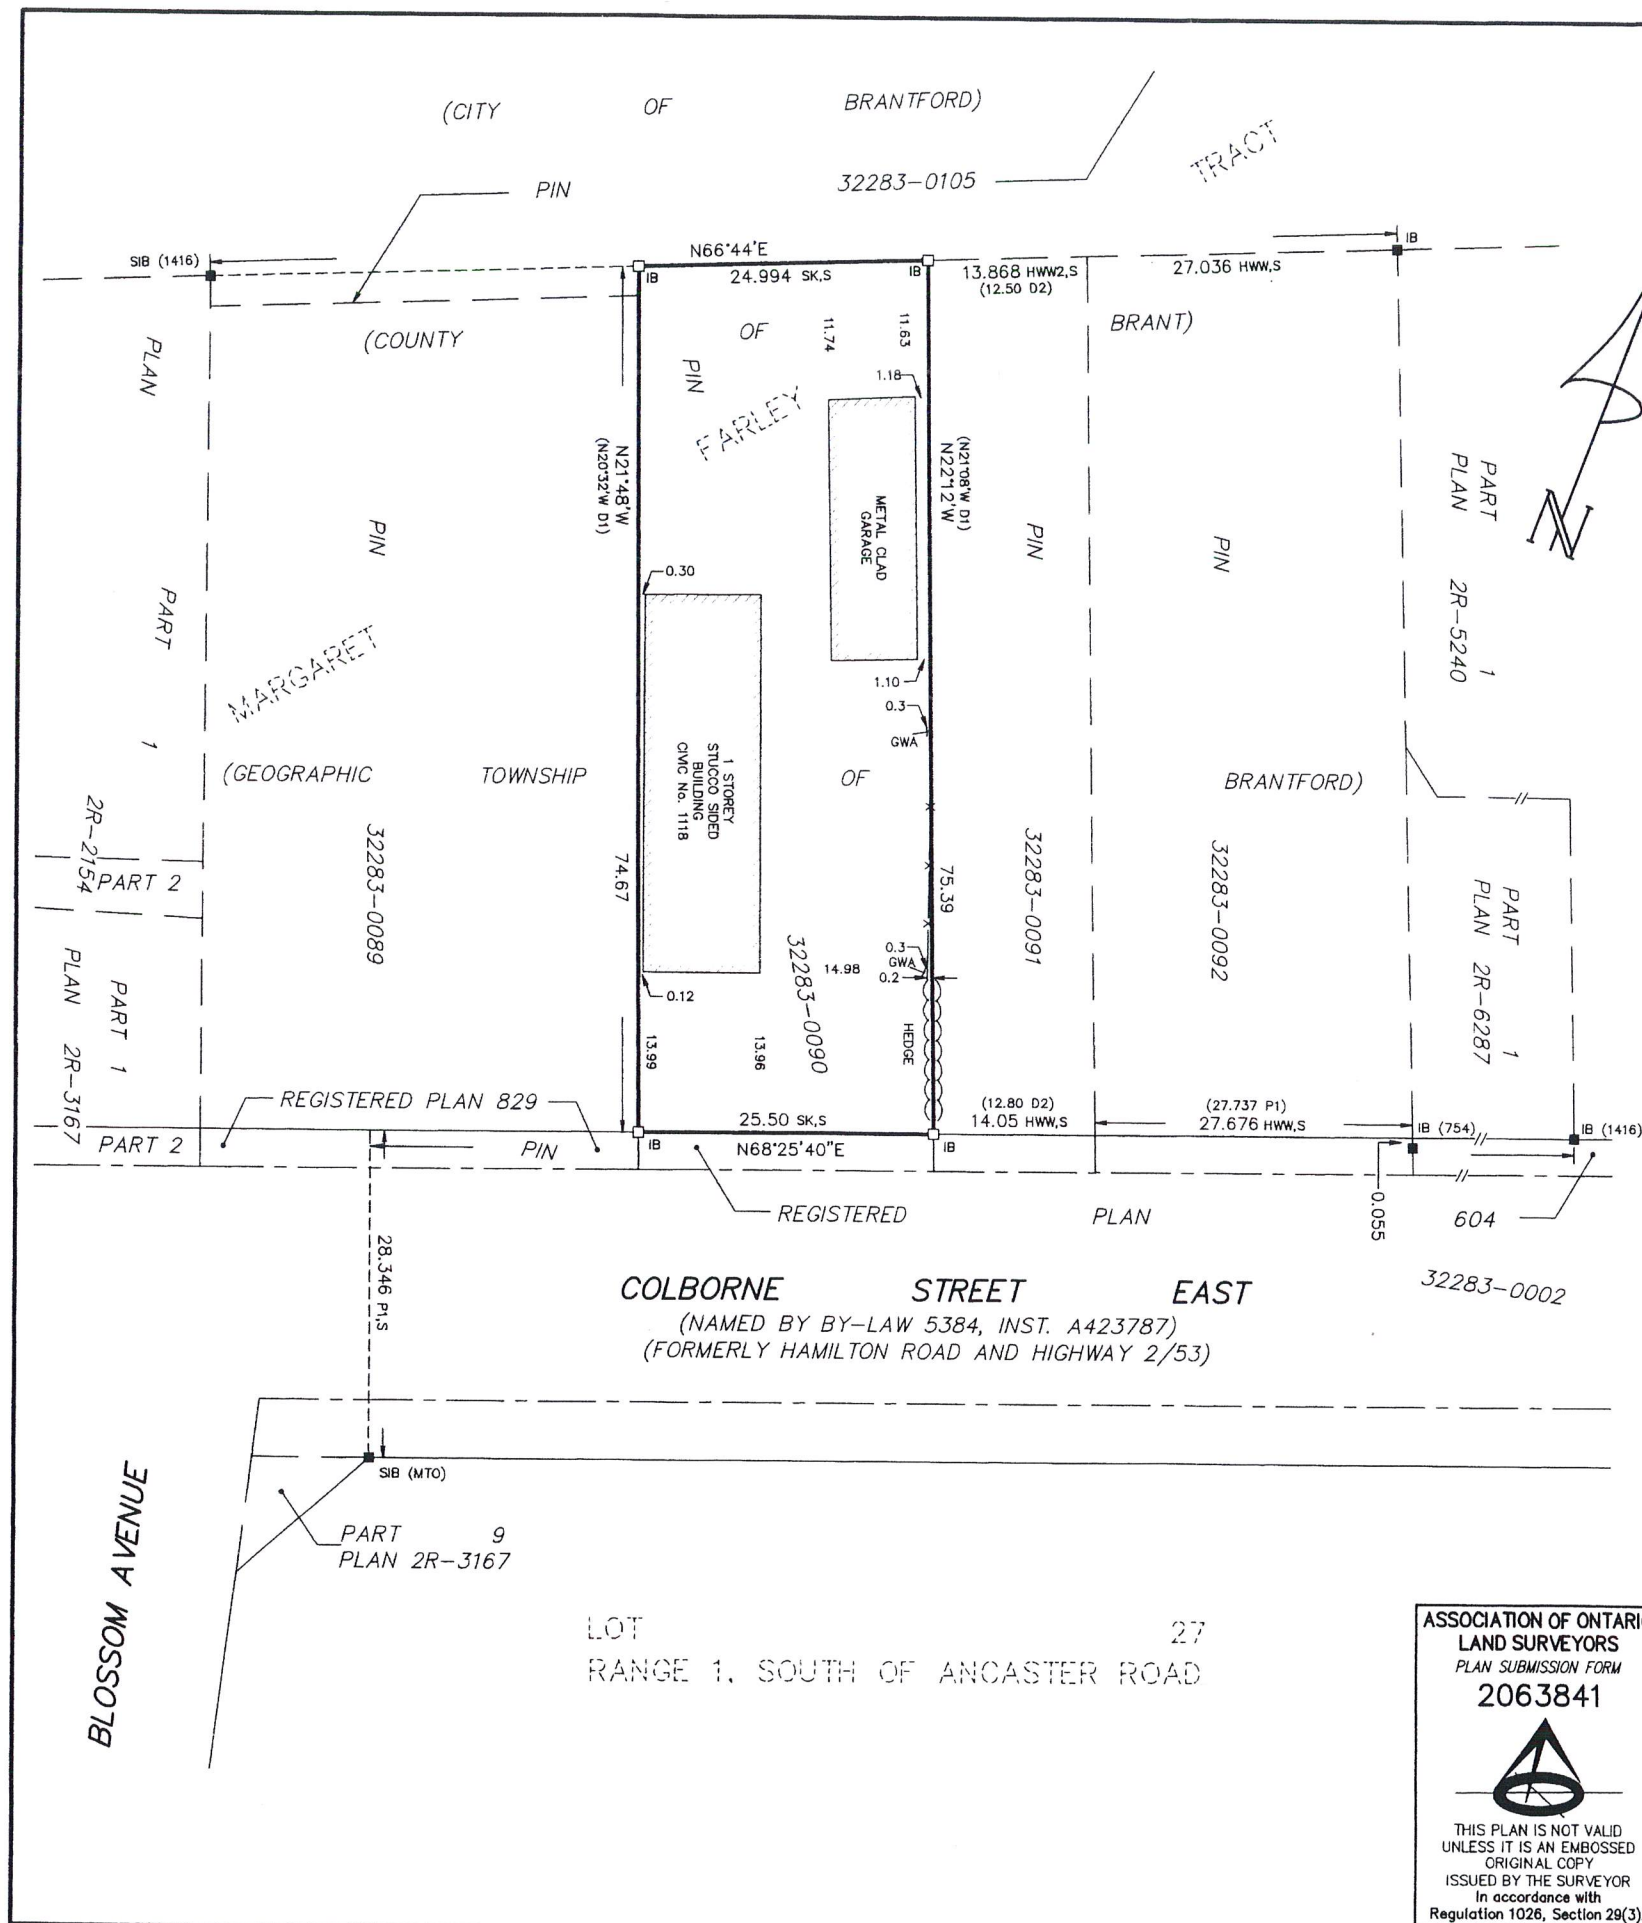 (CITY OF BRANTFORD)
TRACT
PIN 32283-0105
SIB (1416)
N66°44'E
IB
24.994 SK,S
IB
13.868 HWW2,S
(12.50 D2)
27.036 HWW,S
IB
(COUNTY OF BRANT)
PLAN
PART 1
2R-2154
PIN
11.74
11.63
1.18
FARLEY
METAL CLAD
GARAGE
N21°48'W
(N20°32'W D1)
(N21°08'W D1)
N22°12'W
PIN
PIN
PIN
PART 1
PLAN 2R-5240
N
0.30
MARGARET
1.10
0.3
GWA
1 STOREY
STUCCO SIDED
BUILDING
CIVIC No. 1118
(GEOGRAPHIC TOWNSHIP OF BRANTFORD)
PART 2
32283-0089
74.67
75.39
32283-0091
32283-0092
PART 1
PLAN 2R-6287
32283-0090
14.98
0.3
GWA
0.2
HEDGE
0.12
13.99
13.96
PART 1
PLAN 2R-3167
PART 2
REGISTERED PLAN 829
PIN
25.50 SK,S
IB
N68°25'40"E
IB
(12.80 D2)
14.05 HWW,S
(27.737 P1)
27.676 HWW,S
IB (754)
IB (1416)
0.055
REGISTERED PLAN 604
28.346 P1,S
32283-0002
COLBORNE STREET EAST
(NAMED BY BY-LAW 5384, INST. A423787)
(FORMERLY HAMILTON ROAD AND HIGHWAY 2/53)
SIB (MTO)
BLOSSOM AVENUE
PART 9
PLAN 2R-3167
LOT 27
RANGE 1, SOUTH OF ANCASTER ROAD
ASSOCIATION OF ONTARIO
LAND SURVEYORS
PLAN SUBMISSION FORM
2063841
THIS PLAN IS NOT VALID
UNLESS IT IS AN EMBOSSED
ORIGINAL COPY
ISSUED BY THE SURVEYOR
In accordance with
Regulation 1026, Section 29(3)